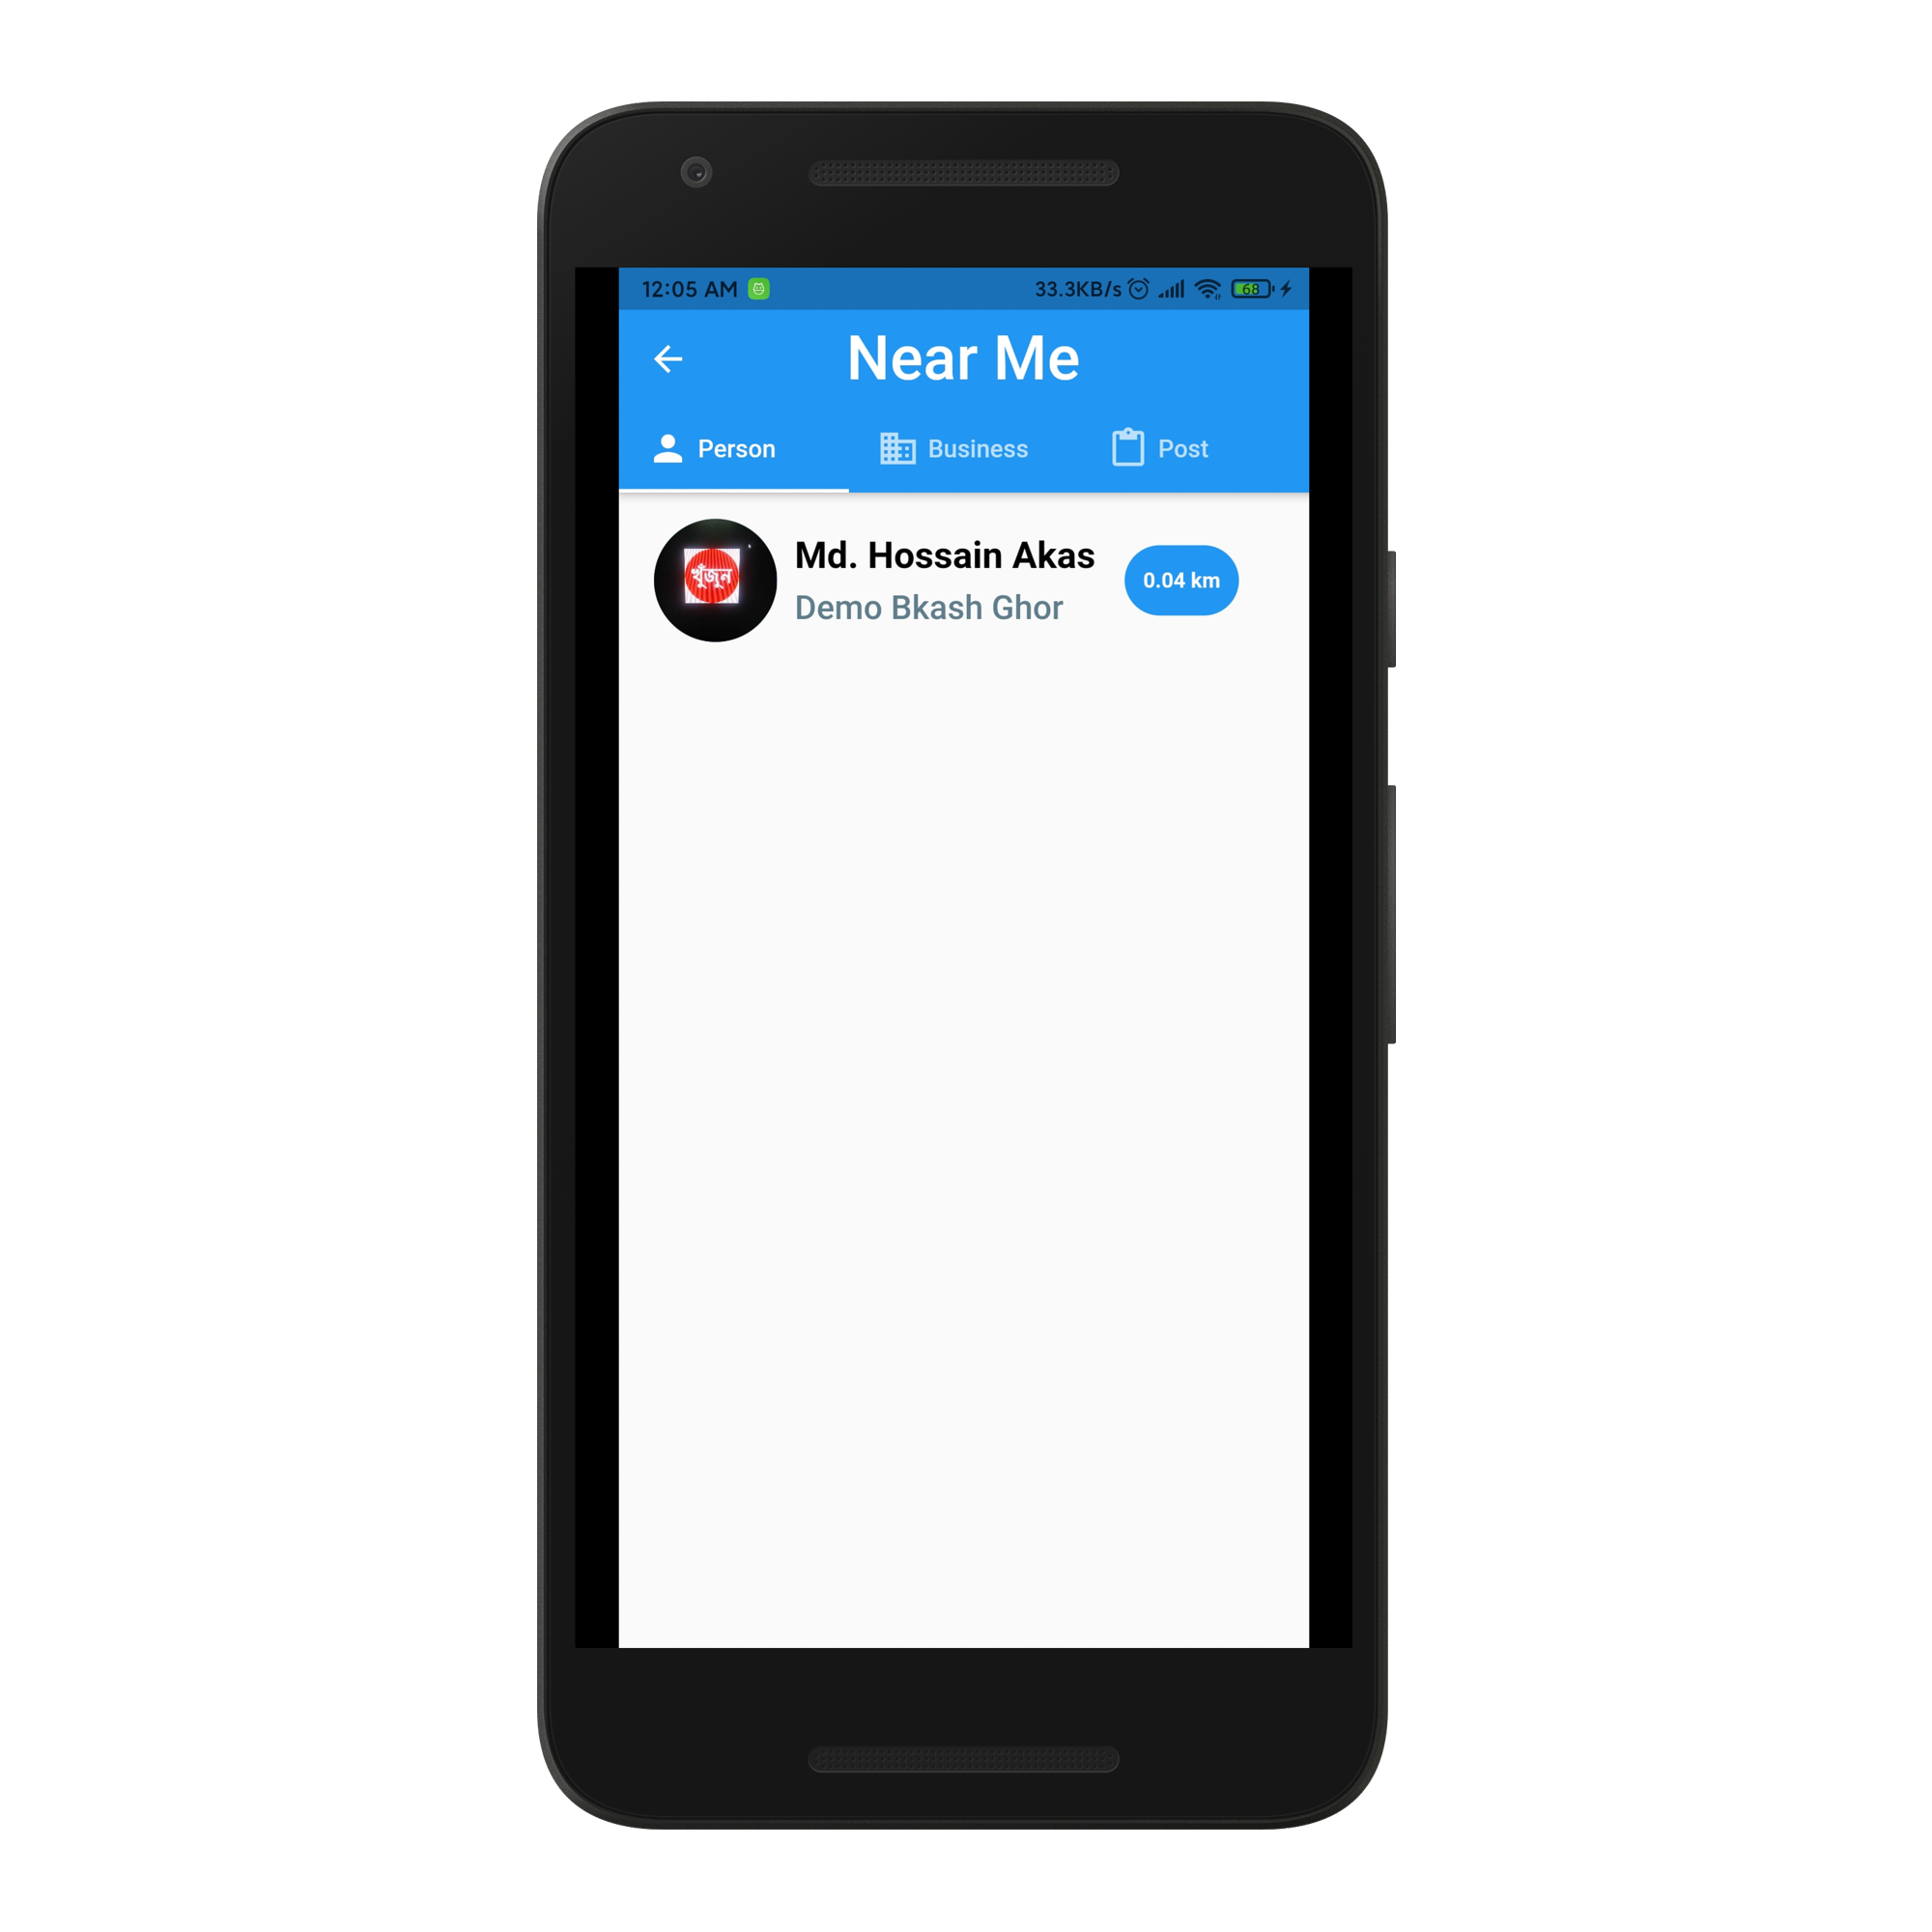 12:05 AM 33.3KB/s 68
Near Me
Person Business Post
খুঁজুন
Md. Hossain Akas
Demo Bkash Ghor
0.04 km